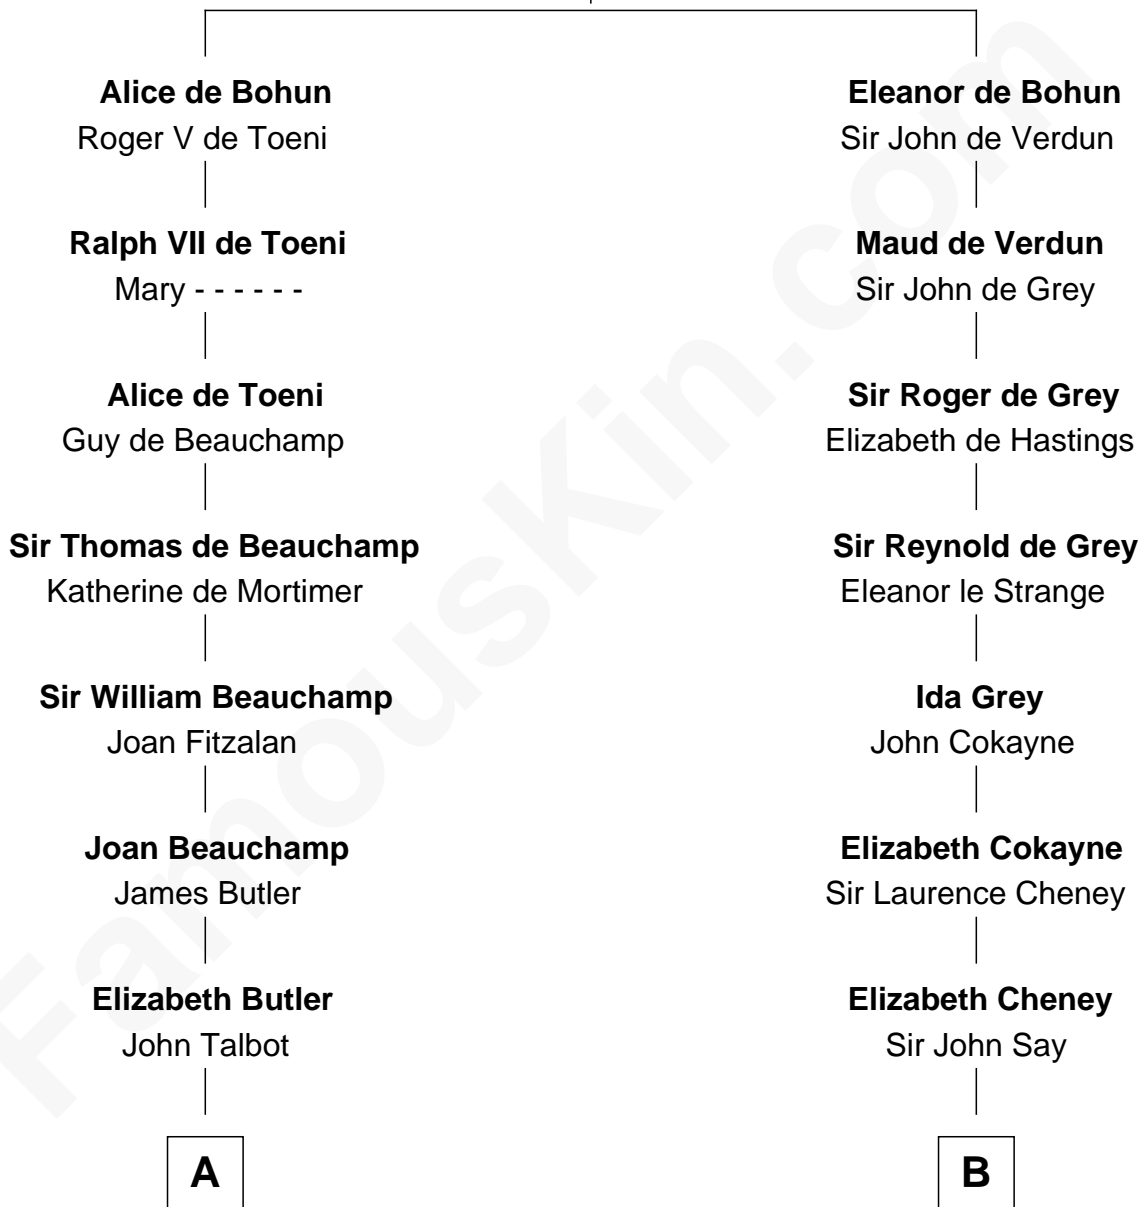 Alice de Bohun
Roger V de Toeni
Ralph VII de Toeni
Mary - - - - - -
Alice de Toeni
Guy de Beauchamp
Sir Thomas de Beauchamp
Katherine de Mortimer
Sir William Beauchamp
Joan Fitzalan
Joan Beauchamp
James Butler
Elizabeth Butler
John Talbot
A
Eleanor de Bohun
Sir John de Verdun
Maud de Verdun
Sir John de Grey
Sir Roger de Grey
Elizabeth de Hastings
Sir Reynold de Grey
Eleanor le Strange
Ida Grey
John Cokayne
Elizabeth Cokayne
Sir Laurence Cheney
Elizabeth Cheney
Sir John Say
B
FamousKin.com